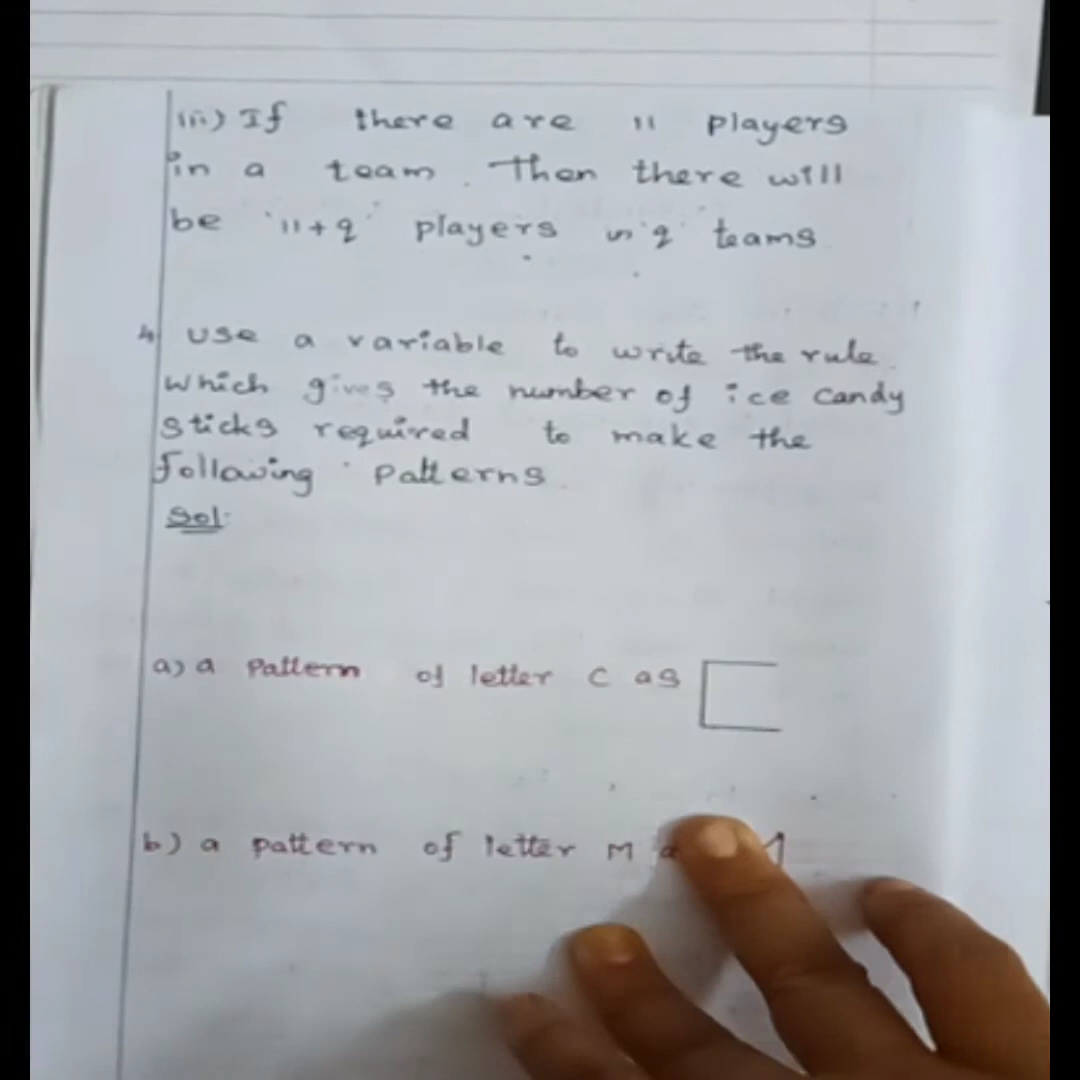 iii) If there are 11 players
in a team. Then there will
be '11+q' players in 'q' teams
4 use a variable to write the rule
which gives the number of ice candy
sticks required to make the
following patterns
Sol:
a) a pattern of letter C as
b) a pattern of letter M